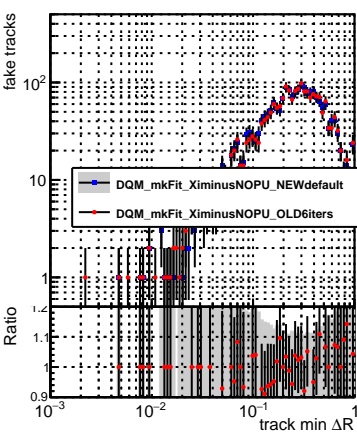 fake tracks
10²
10
1
DQM_mkFit_XiminusNOPU_NEWdefault
DQM_mkFit_XiminusNOPU_OLD6iters
Ratio
1.2
1.1
1
0.9
10⁻³ 10⁻² 10⁻¹ 1
track min ΔR